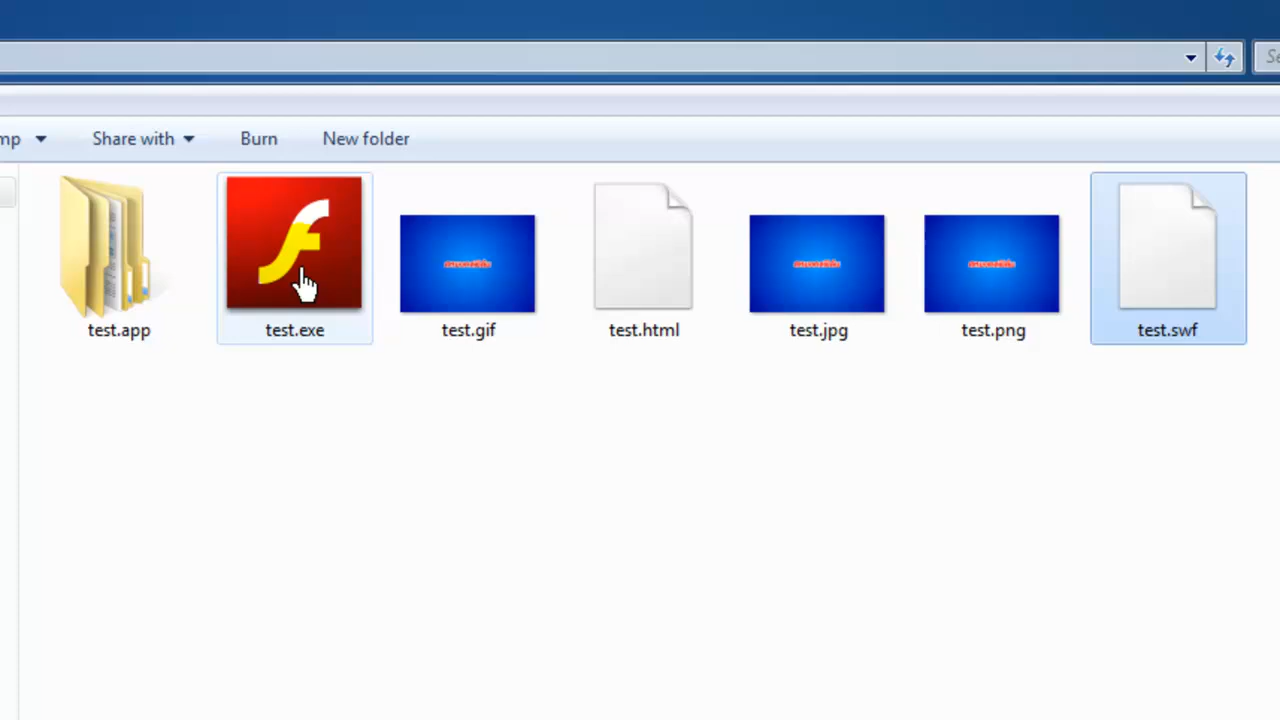 Se
mp Share with Burn New folder
test.app test.exe test.gif test.html test.jpg test.png test.swf